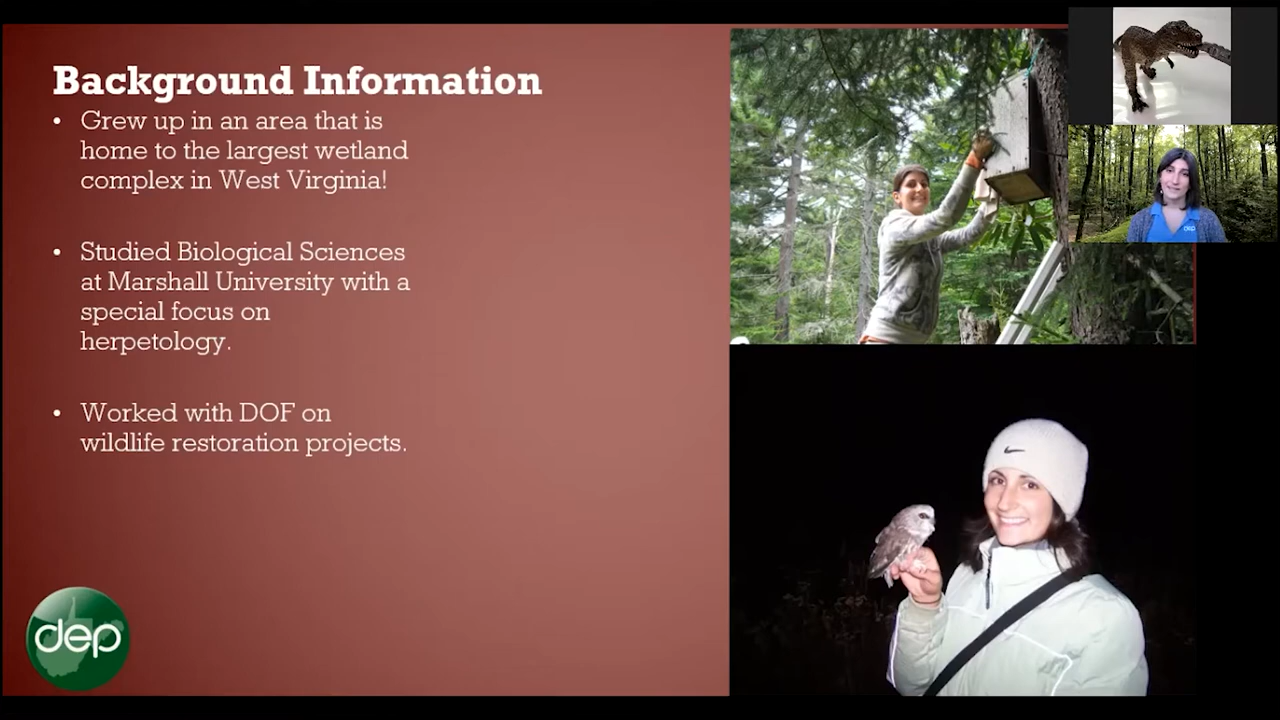 Background Information
• Grew up in an area that is
home to the largest wetland
complex in West Virginia!
• Studied Biological Sciences
at Marshall University with a
special focus on
herpetology.
• Worked with DOF on
wildlife restoration projects.
dep
dep